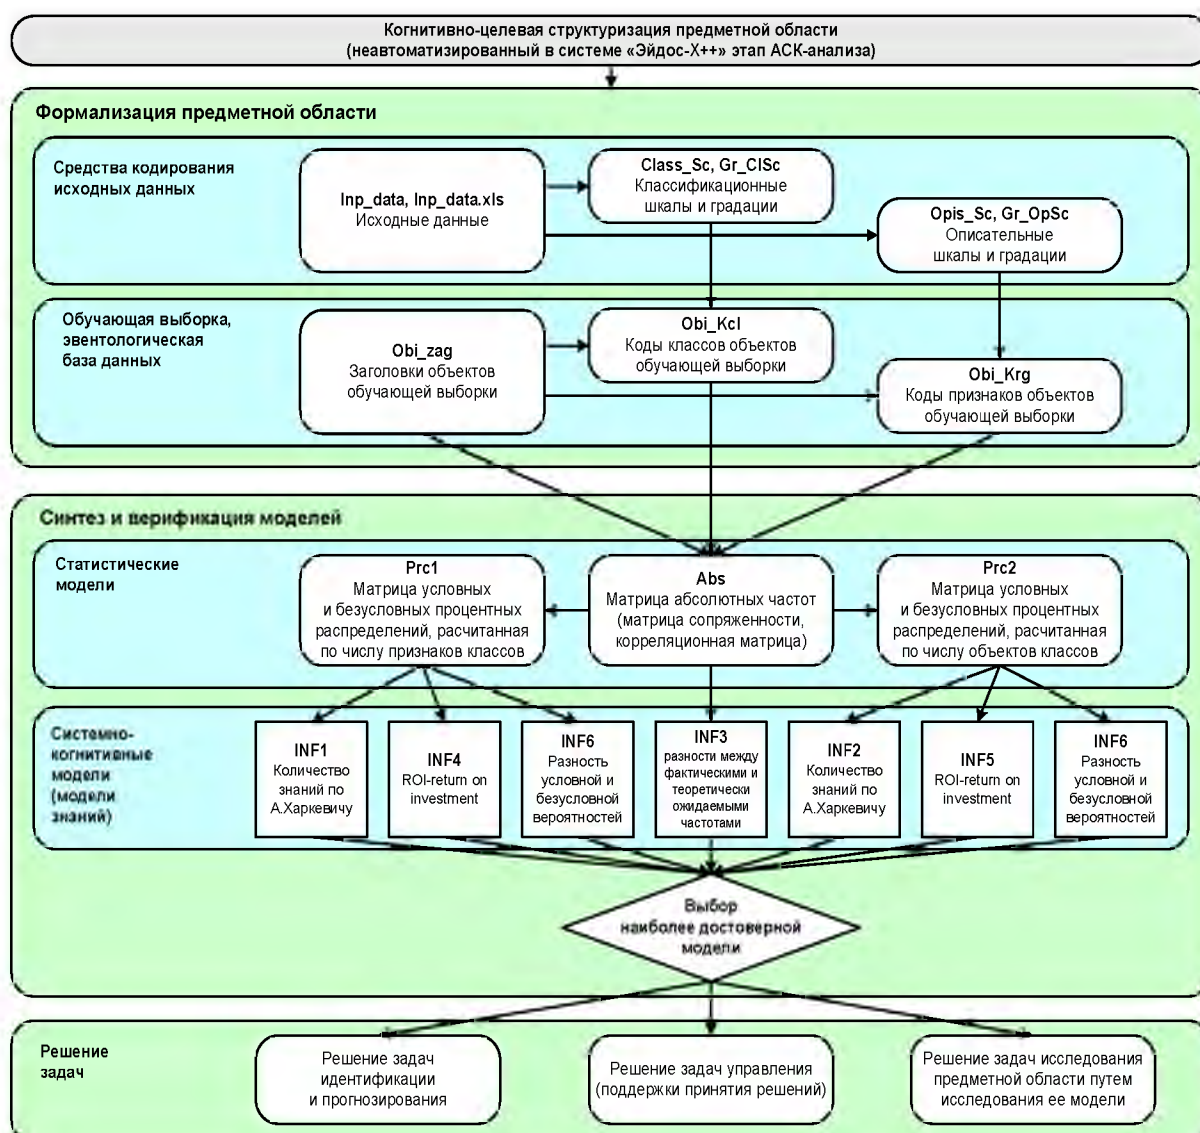 Когнитивно-целевая структуризация предметной области
(неавтоматизированный в системе «Эйдос-X++» этап АСК-анализа)
Формализация предметной области
Средства кодирования
исходных данных
Inp_data, Inp_data.xls
Исходные данные
Class_Sc, Gr_ClSc
Классификационные
шкалы и градации
Opis_Sc, Gr_OpSc
Описательные
шкалы и градации
Обучающая выборка,
эвентологическая
база данных
Obi_zag
Заголовки объектов
обучающей выборки
Obi_Kcl
Коды классов объектов
обучающей выборки
Obi_Krg
Коды признаков объектов
обучающей выборки
Синтез и верификация моделей
Статистические
модели
Prc1
Матрица условных
и безусловных процентных
распределений, расчитанная
по числу признаков классов
Abs
Матрица абсолютных частот
(матрица сопряженности,
корреляционная матрица)
Prc2
Матрица условных
и безусловных процентных
распределений, расчитанная
по числу объектов классов
Системно-
когнитивные
модели
(модели
знаний)
INF1
Количество
знаний по
А.Харкевичу
INF4
ROI-return on
investment
INF6
Разность
условной и
безусловной
вероятностей
INF3
разности между
фактическими и
теоретически
ожидаемыми
частотами
INF2
Количество
знаний по
А.Харкевичу
INF5
ROI-return on
investment
INF6
Разность
условной и
безусловной
вероятностей
Выбор
наиболее достоверной
модели
Решение
задач
Решение задач
идентификации
и прогнозирования
Решение задач управления
(поддержки принятия решений)
Решение задач исследования
предметной области путем
исследования ее модели